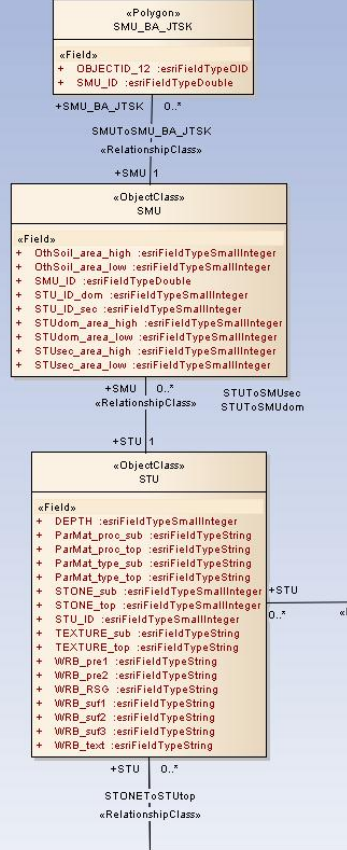 «Polygon»
SMU_BA_JTSK
«Field»
+ OBJECTID_12 :esriFieldTypeOID
+ SMU_ID :esriFieldTypeDouble
+SMU_BA_JTSK 0..*
SMUToSMU_BA_JTSK
«RelationshipClass»
+SMU 1
«ObjectClass»
SMU
«Field»
+ OthSoil_area_high :esriFieldTypeSmallInteger
+ OthSoil_area_low :esriFieldTypeSmallInteger
+ SMU_ID :esriFieldTypeDouble
+ STU_ID_dom :esriFieldTypeSmallInteger
+ STU_ID_sec :esriFieldTypeSmallInteger
+ STUdom_area_high :esriFieldTypeSmallInteger
+ STUdom_area_low :esriFieldTypeSmallInteger
+ STUsec_area_high :esriFieldTypeSmallInteger
+ STUsec_area_low :esriFieldTypeSmallInteger
+SMU 0..*
«RelationshipClass»
STUToSMUsec
STUToSMUdom
+STU 1
«ObjectClass»
STU
«Field»
+ DEPTH :esriFieldTypeSmallInteger
+ ParMat_proc_sub :esriFieldTypeString
+ ParMat_proc_top :esriFieldTypeString
+ ParMat_type_sub :esriFieldTypeString
+ ParMat_type_top :esriFieldTypeString
+ STONE_sub :esriFieldTypeSmallInteger
+ STONE_top :esriFieldTypeSmallInteger
+ STU_ID :esriFieldTypeSmallInteger
+ TEXTURE_sub :esriFieldTypeString
+ TEXTURE_top :esriFieldTypeString
+ WRB_pre1 :esriFieldTypeString
+ WRB_pre2 :esriFieldTypeString
+ WRB_RSG :esriFieldTypeString
+ WRB_suf1 :esriFieldTypeString
+ WRB_suf2 :esriFieldTypeString
+ WRB_suf3 :esriFieldTypeString
+ WRB_text :esriFieldTypeString
+STU
0..*
+STU 0..*
STONEToSTUtop
«RelationshipClass»